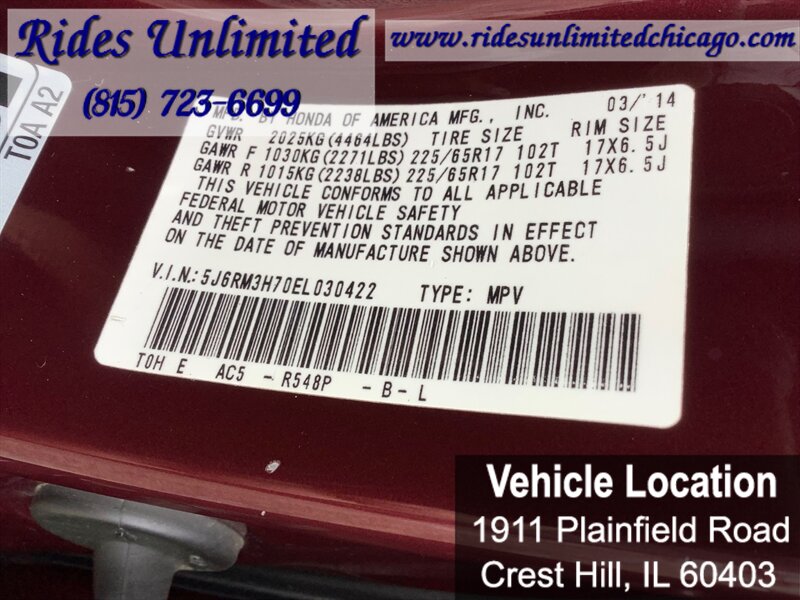 Rides Unlimited
(815) 723-6699
www.ridesunlimitedchicago.com
TOA A2
MFD. BY HONDA OF AMERICA MFG., INC. 03/'14
GVWR 2025KG(4464LBS) TIRE SIZE RIM SIZE
GAWR F 1030KG(2271LBS) 225/65R17 102T 17X6.5J
GAWR R 1015KG(2238LBS) 225/65R17 102T 17X6.5J
THIS VEHICLE CONFORMS TO ALL APPLICABLE
FEDERAL MOTOR VEHICLE SAFETY
AND THEFT PREVENTION STANDARDS IN EFFECT
ON THE DATE OF MANUFACTURE SHOWN ABOVE.
V.I.N.: 5J6RM3H70EL030422 TYPE: MPV
TOH E AC5 - R548P - B - L
Vehicle Location
1911 Plainfield Road
Crest Hill, IL 60403